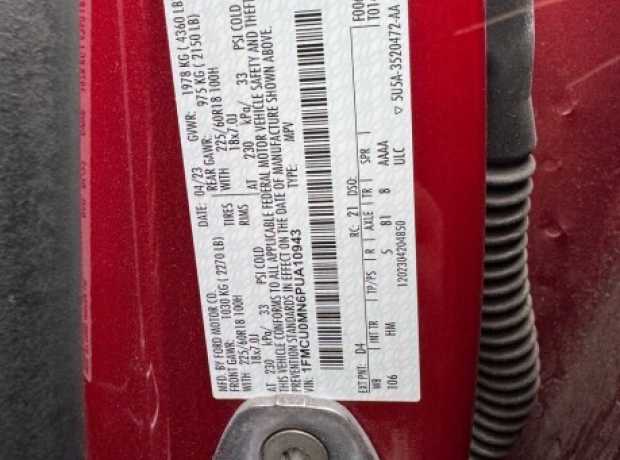 MFD. BY FORD MOTOR CO.
DATE: 04/23
GVWR: 1978 KG ( 4360 LB
FRONT GAWR: 1030 KG ( 2270 LB)
REAR GAWR: 975 KG ( 2150 LB)
WITH 225/60R18 100H TIRES WITH 225/60R18 100H
18x7.0J RIMS 18x7.0J
AT 230 kPa/ 33 PSI COLD AT 230 kPa/ 33 PSI COLD
THIS VEHICLE CONFORMS TO ALL APPLICABLE FEDERAL MOTOR VEHICLE SAFETY AND THEFT
PREVENTION STANDARDS IN EFFECT ON THE DATE OF MANUFACTURE SHOWN ABOVE.
VIN: 1FMCU0MN6PUA10943
TYPE: MPV
EXT PNT: D4 RC: 21 DSO:
WB INT TR TP/PS R AXLE TR SPR
106 HM 5 81 8 AAAA
ULC
1202304204850
▽ 5U5A-3520472-AA